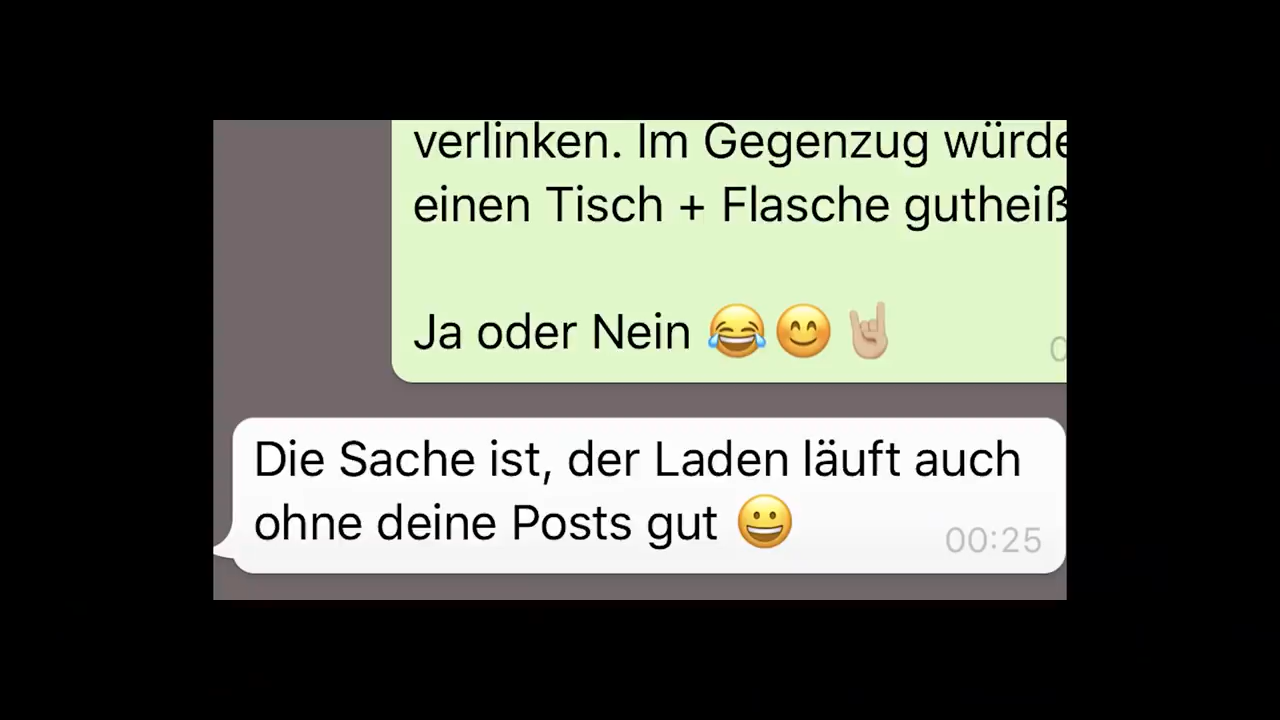 verlinken. Im Gegenzug würde
einen Tisch + Flasche gutheiß
Ja oder Nein 😂😊🤘🏼
Die Sache ist, der Laden läuft auch
ohne deine Posts gut 😀
00:25